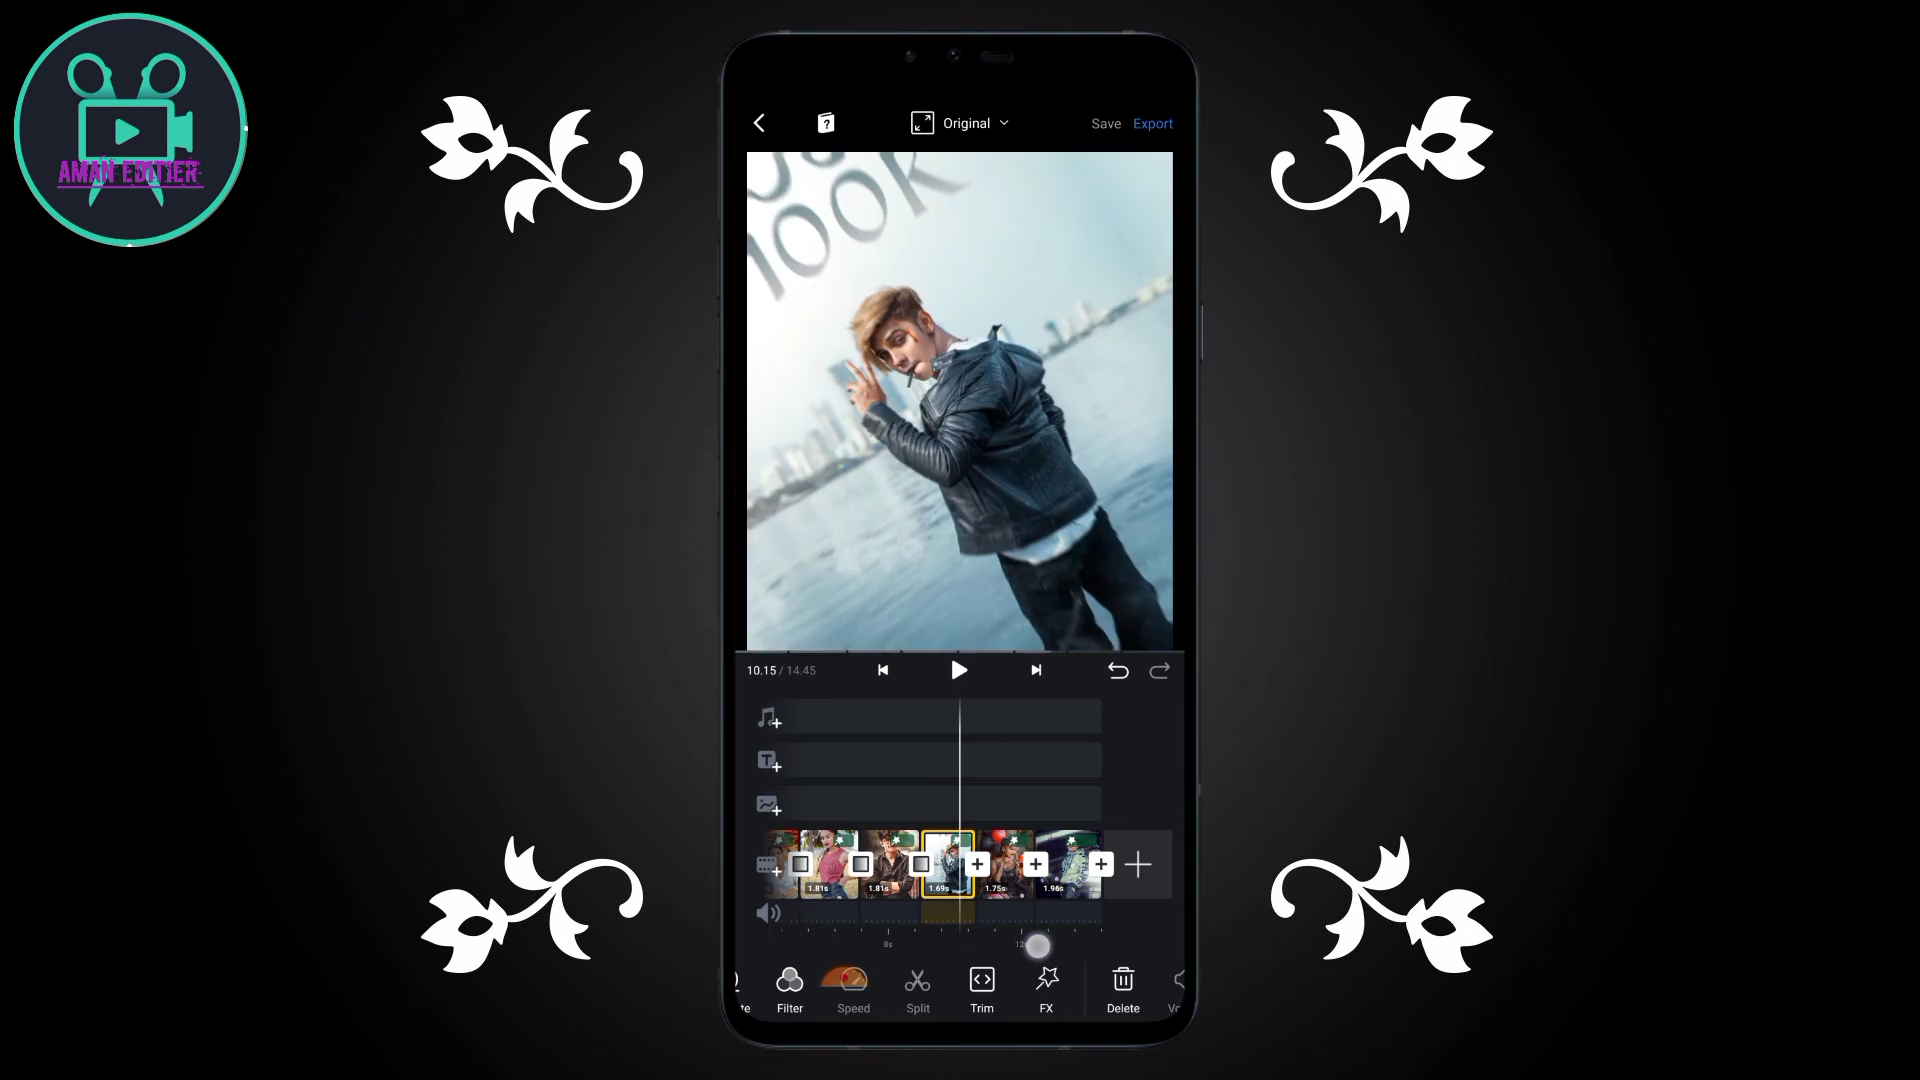 AMAN EDITIER
Original
Save
Export
100K
10.15 / 14.45
1.81s
1.81s
1.69s
1.75s
1.96s
8s
Filter
Speed
Split
Trim
FX
Delete